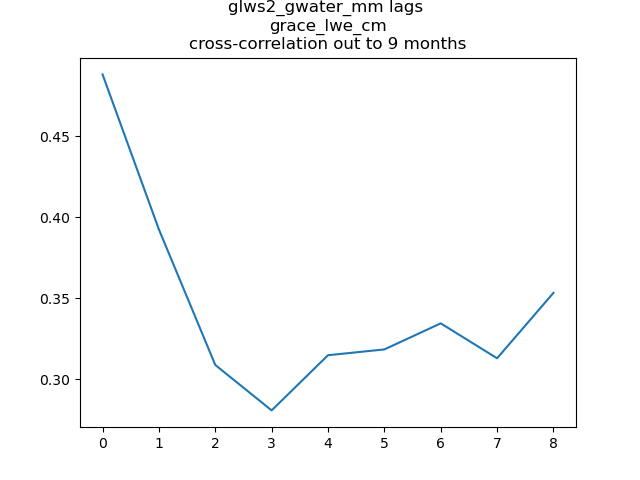 glws2_gwater_mm lags
grace_lwe_cm
cross-correlation out to 9 months
0.45
0.40
0.35
0.30
0 1 2 3 4 5 6 7 8